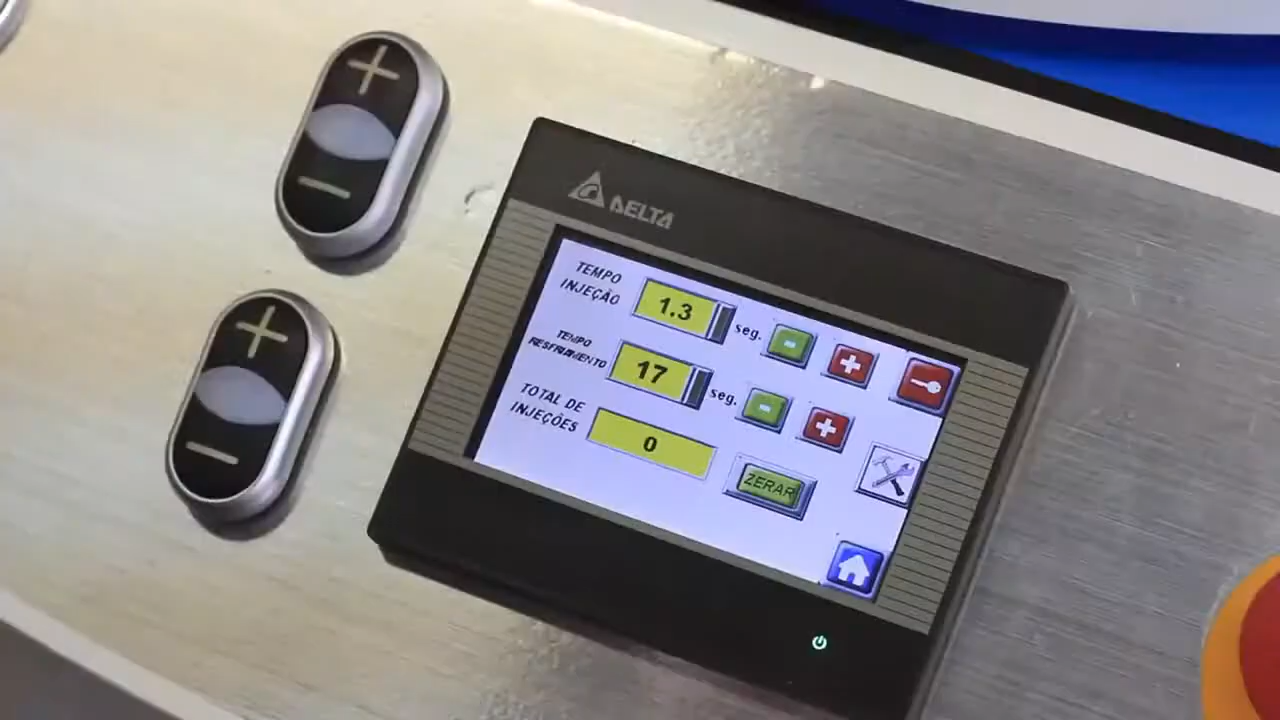 DELTA
TEMPO
INJEÇÃO
1.3
seg.
-
+
TEMPO
RESFRIAMENTO
17
seg.
-
+
TOTAL DE
INJEÇÕES
0
ZERAR